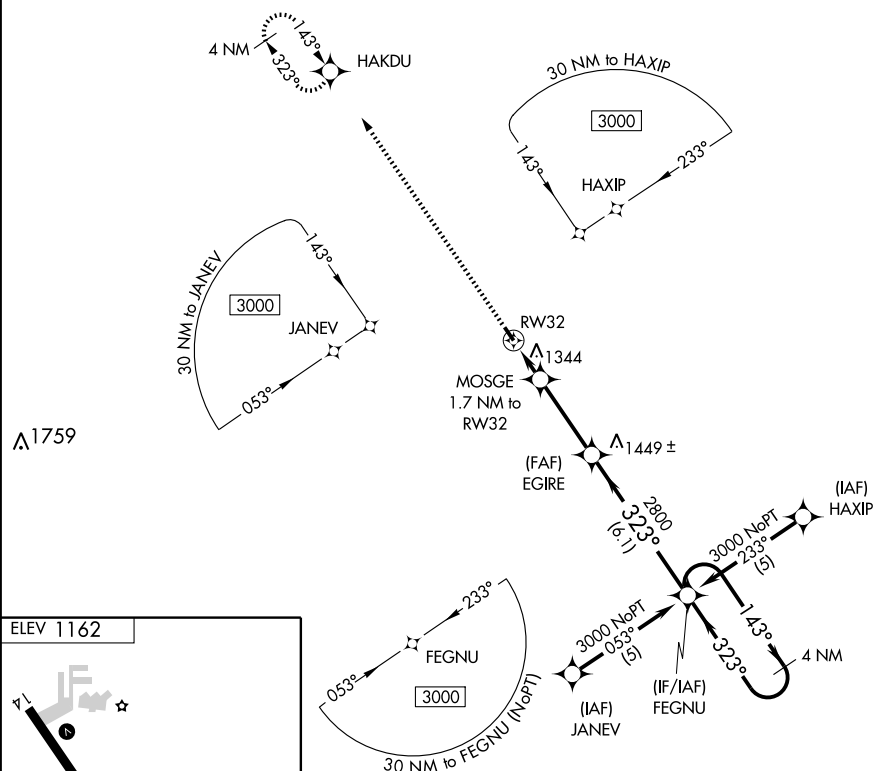 4 NM
143°
323°
HAKDU
30 NM to HAXIP
3000
143°
233°
HAXIP
30 NM to JANEV
143°
3000
JANEV
053°
RW32
1344
MOSGE
1.7 NM to
RW32
1759
1449 ±
(FAF)
EGIRE
2800
323°
(6.1)
(IAF)
HAXIP
3000 NoPT
233°
(5)
143°
323°
4 NM
3000 NoPT
053°
(5)
(IF/IAF)
FEGNU
(IAF)
JANEV
233°
053°
FEGNU
3000
30 NM to FEGNU (NoPT)
ELEV 1162
14
V